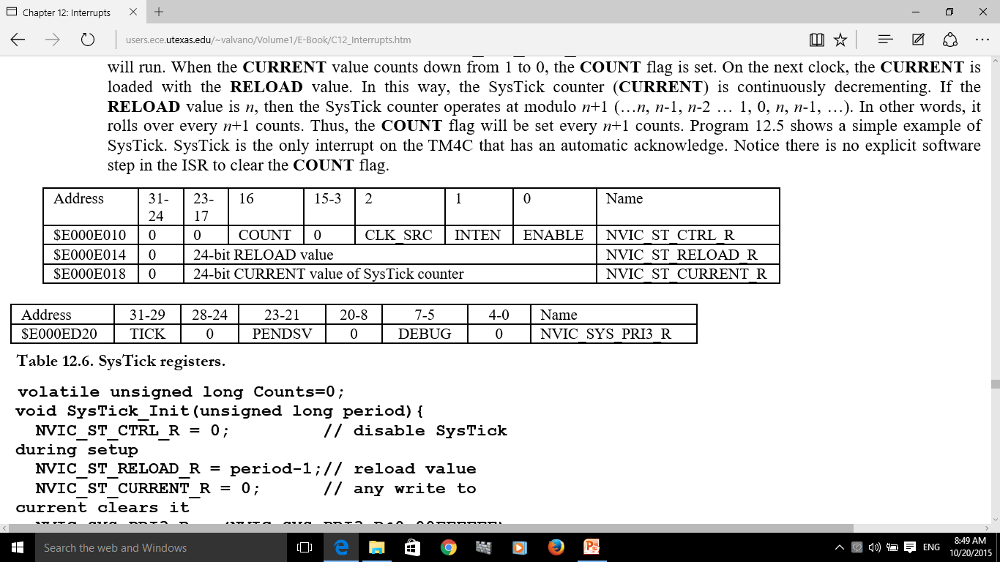 Chapter 12: Interrupts
users.ece.utexas.edu/~valvano/Volume1/E-Book/C12_Interrupts.htm
will run. When the CURRENT value counts down from 1 to 0, the COUNT flag is set. On the next clock, the CURRENT is
loaded with the RELOAD value. In this way, the SysTick counter (CURRENT) is continuously decrementing. If the
RELOAD value is n, then the SysTick counter operates at modulo n+1 (…n, n-1, n-2 … 1, 0, n, n-1, …). In other words, it
rolls over every n+1 counts. Thus, the COUNT flag will be set every n+1 counts. Program 12.5 shows a simple example of
SysTick. SysTick is the only interrupt on the TM4C that has an automatic acknowledge. Notice there is no explicit software
step in the ISR to clear the COUNT flag.
Address 31-24 23-17 16 15-3 2 1 0 Name
$E000E010 0 0 COUNT 0 CLK_SRC INTEN ENABLE NVIC_ST_CTRL_R
$E000E014 0 24-bit RELOAD value NVIC_ST_RELOAD_R
$E000E018 0 24-bit CURRENT value of SysTick counter NVIC_ST_CURRENT_R
Address 31-29 28-24 23-21 20-8 7-5 4-0 Name
$E000ED20 TICK 0 PENDSV 0 DEBUG 0 NVIC_SYS_PRI3_R
Table 12.6. SysTick registers.
volatile unsigned long Counts=0;
void SysTick_Init(unsigned long period){
NVIC_ST_CTRL_R = 0; // disable SysTick
during setup
NVIC_ST_RELOAD_R = period-1;// reload value
NVIC_ST_CURRENT_R = 0; // any write to
current clears it
Search the web and Windows
ENG
8:49 AM
10/20/2015